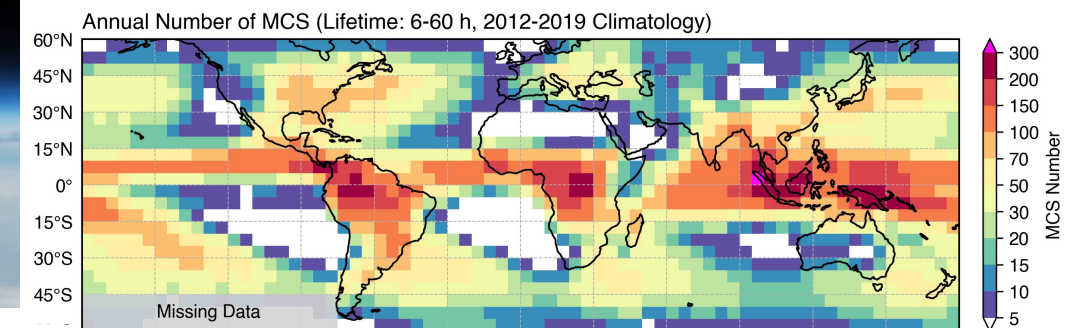 Annual Number of MCS (Lifetime: 6-60 h, 2012-2019 Climatology)
60°N
45°N
30°N
15°N
0°
15°S
30°S
45°S
Missing Data
300
200
150
100
70
50
30
20
15
10
5
MCS Number